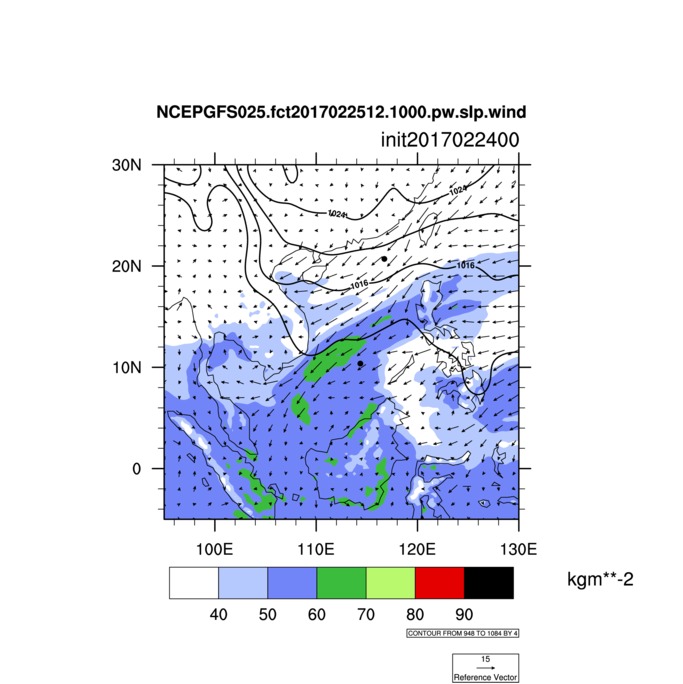 NCEPGFS025.fct2017022512.1000.pw.slp.wind
init2017022400
30N
1024
1024
20N
1016
1016
10N
0
100E 110E 120E 130E
kgm**-2
40 50 60 70 80 90
CONTOUR FROM 948 TO 1084 BY 4
15
Reference Vector